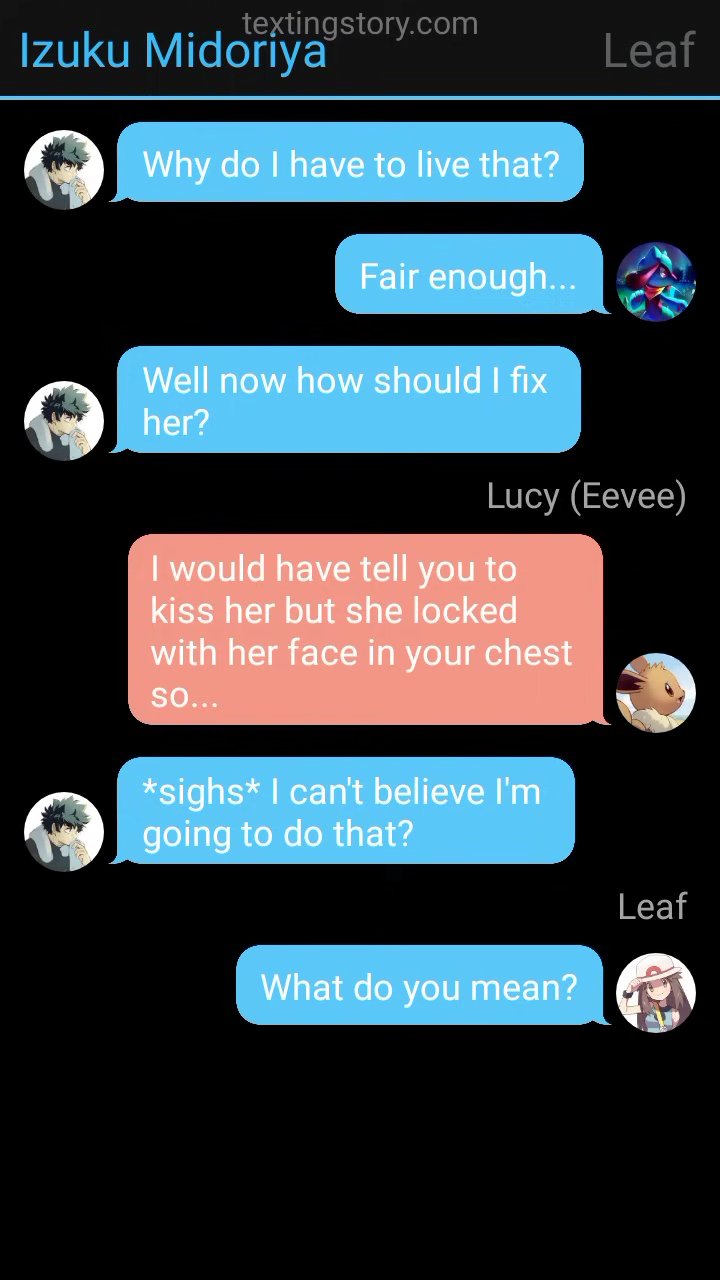 textingstory.com
Izuku Midoriya
Leaf
Why do I have to live that?
Fair enough...
Well now how should I fix
her?
Lucy (Eevee)
I would have tell you to
kiss her but she locked
with her face in your chest
so...
*sighs* I can't believe I'm
going to do that?
Leaf
What do you mean?